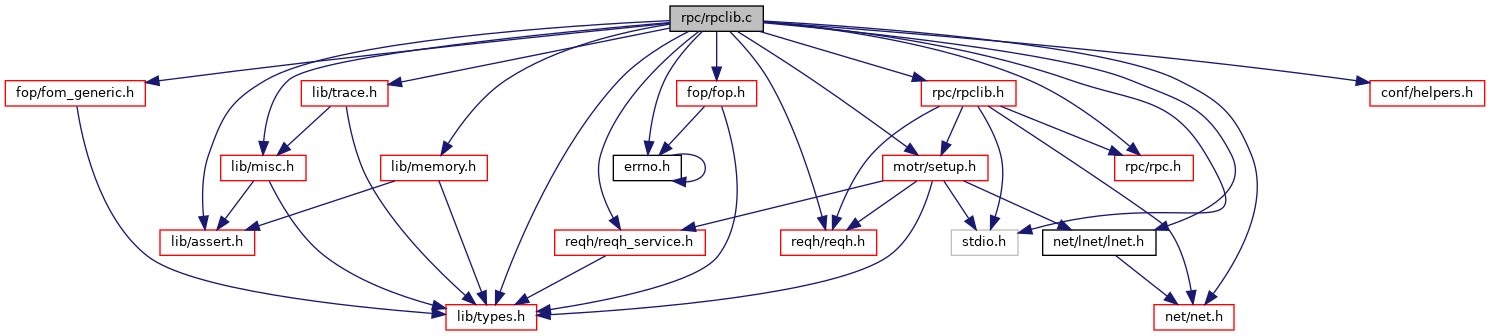 rpc/rpclib.c
fop/fom_generic.h
lib/trace.h
fop/fop.h
rpc/rpclib.h
conf/helpers.h
lib/misc.h
lib/memory.h
errno.h
motr/setup.h
rpc/rpc.h
lib/assert.h
reqh/reqh_service.h
reqh/reqh.h
stdio.h
net/lnet/lnet.h
lib/types.h
net/net.h